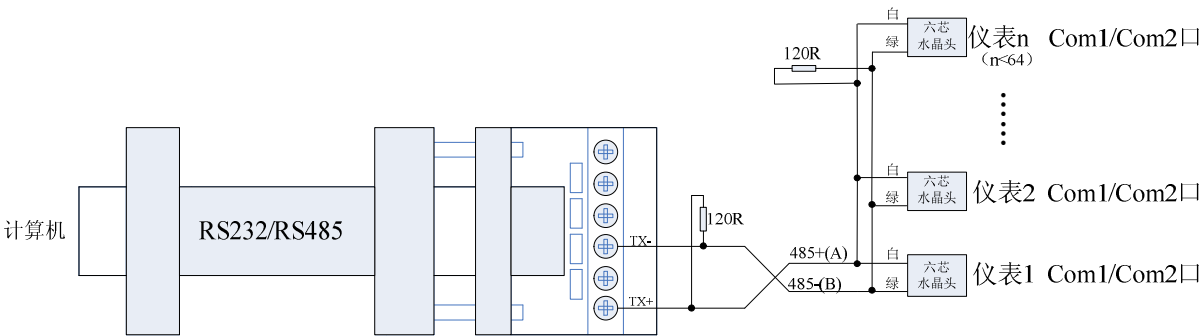 白
六芯
水晶头
绿
仪表n Com1/Com2口
(n<64)
120R
白
六芯
水晶头
绿
仪表2 Com1/Com2口
计算机
RS232/RS485
120R
TX-
485+(A)
白
六芯
水晶头
485-(B)
绿
仪表1 Com1/Com2口
TX+